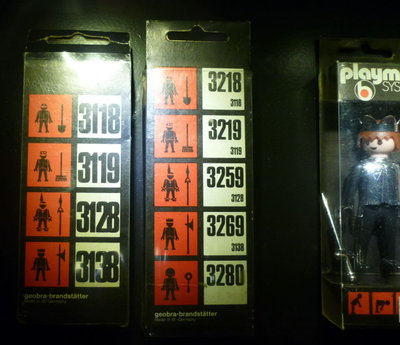 3118
3119
3128
3138
geobra-brandstätter
Made in W.-Germany
3218
3118
3219
3119
3259
3128
3269
3138
3280
geobra-brandstätter
Made in W.-Germany
playm
SYS